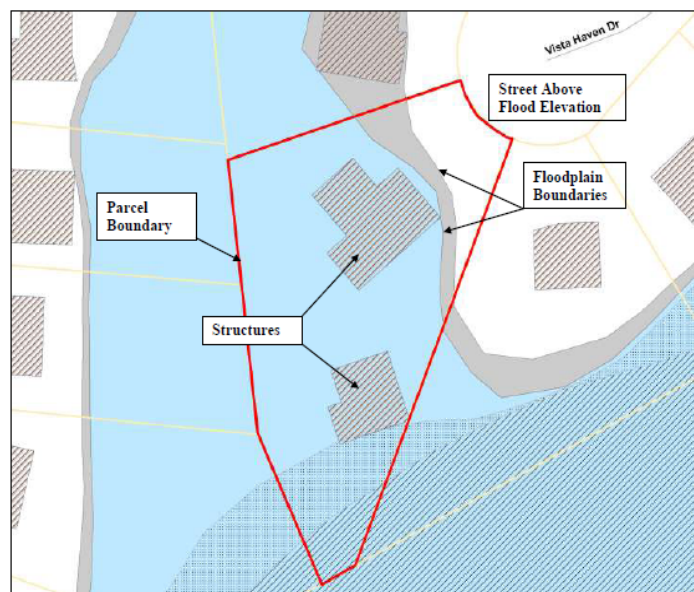 Vista Haven Dr
Street Above
Flood Elevation
Floodplain
Boundaries
Parcel
Boundary
Structures